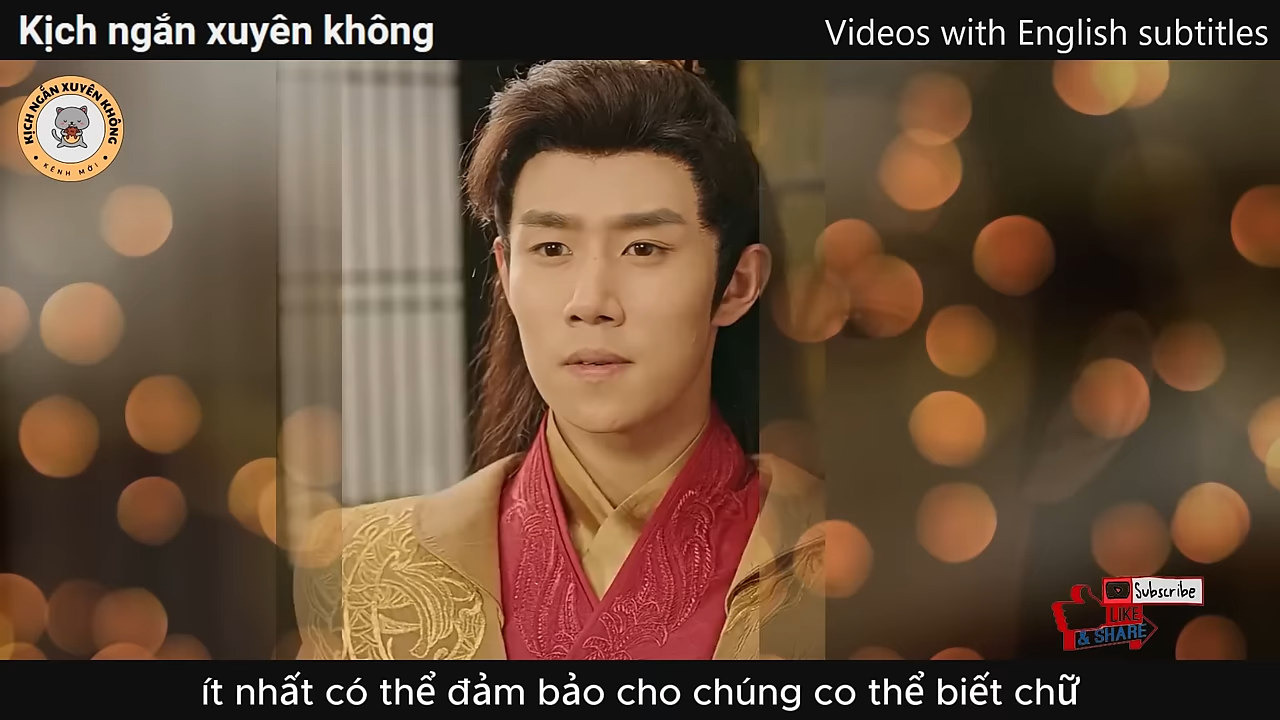 Kịch ngắn xuyên không
Videos with English subtitles
KỊCH NGẮN XUYÊN KHÔNG
• KÊNH MỚI •
Subscribe
LIKE
& SHARE
ít nhất có thể đảm bảo cho chúng co thể biết chữ